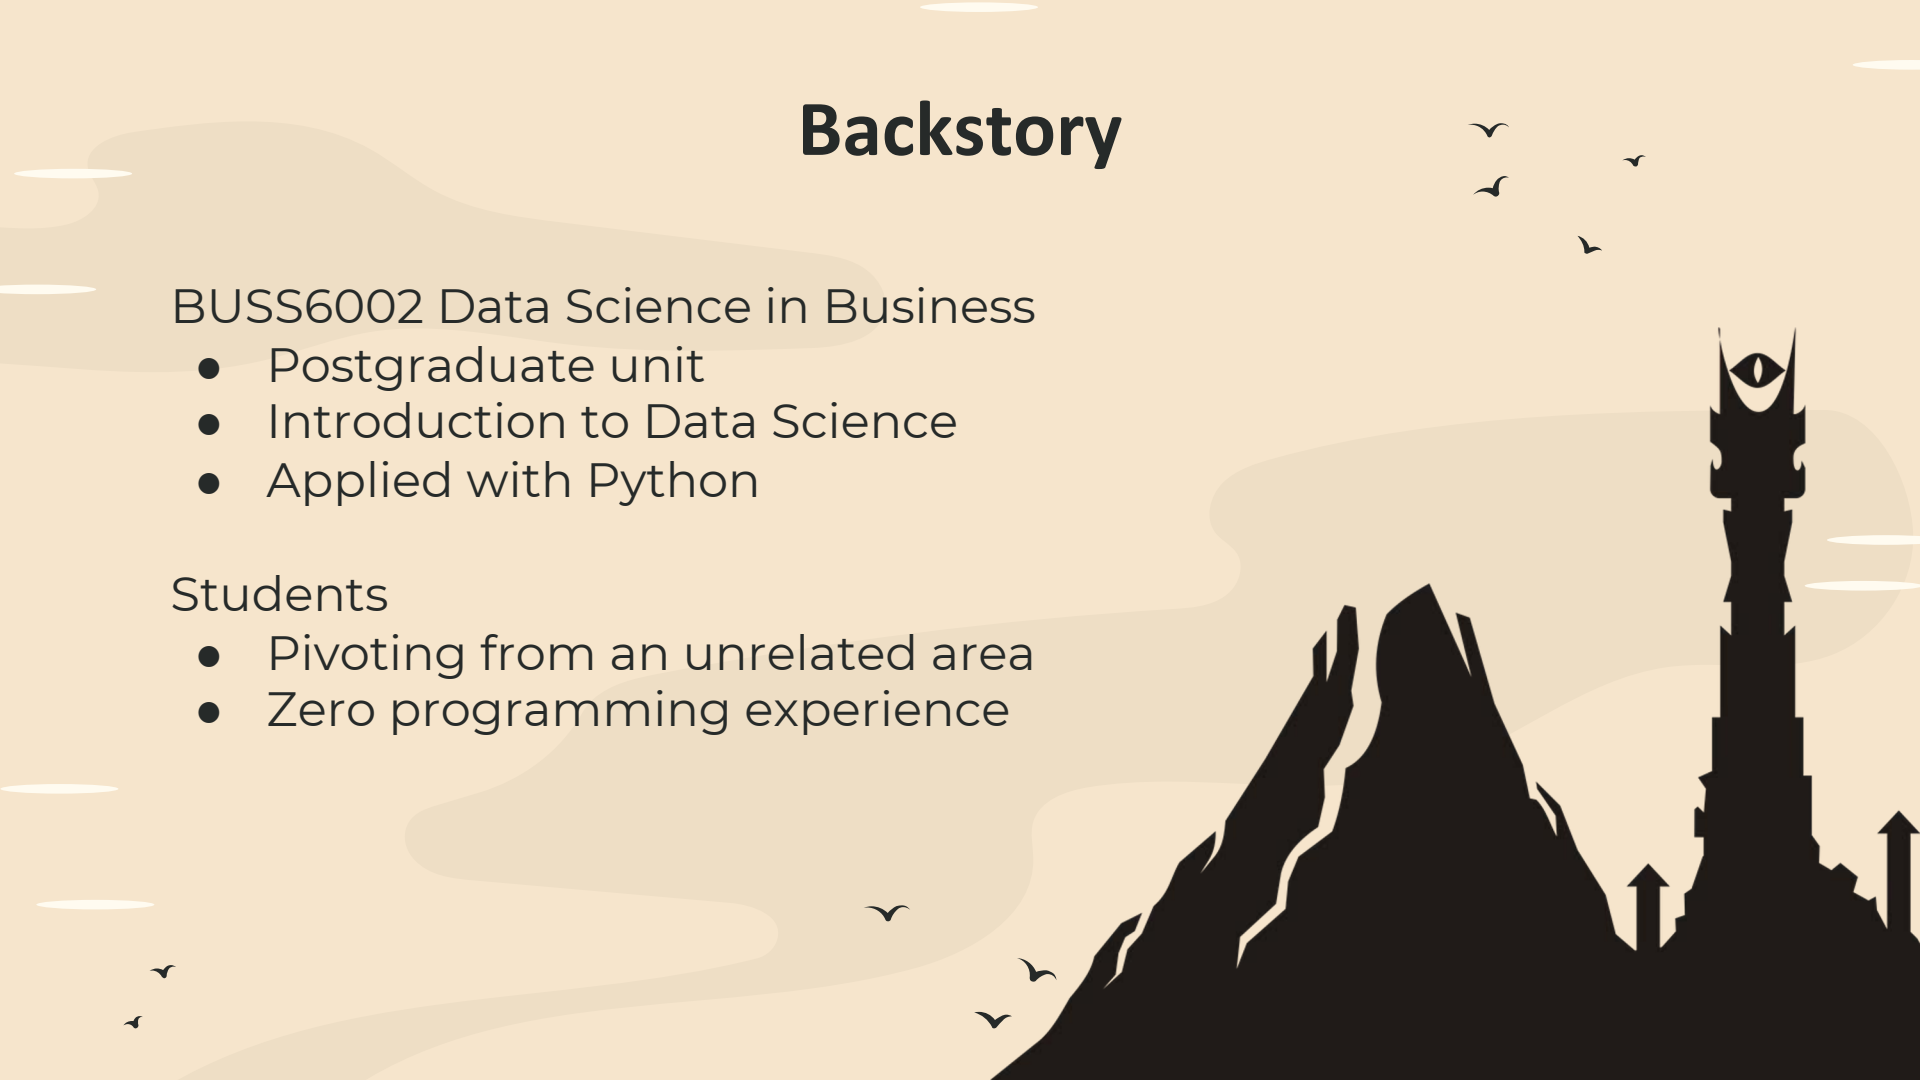 Backstory
BUSS6002 Data Science in Business
● Postgraduate unit
● Introduction to Data Science
● Applied with Python
Students
● Pivoting from an unrelated area
● Zero programming experience